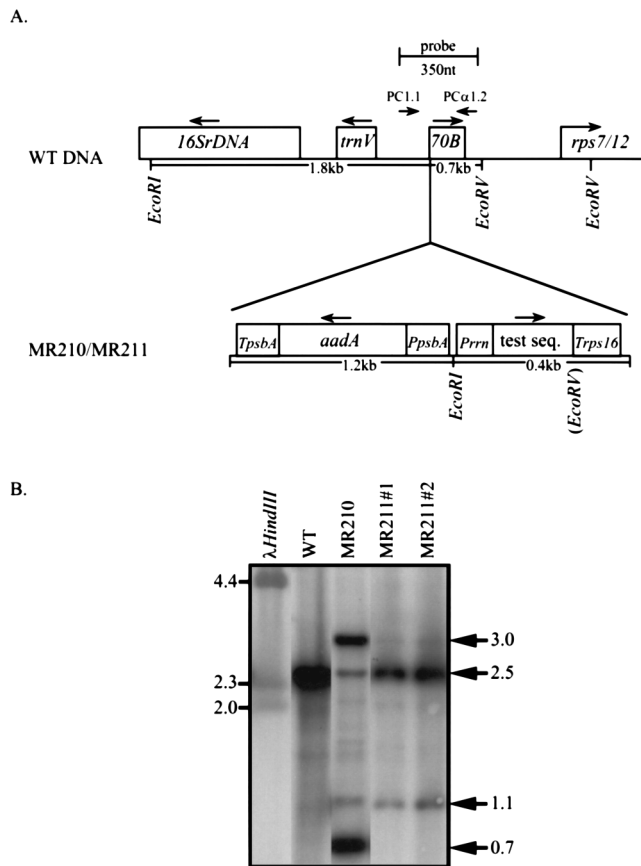 A.
probe
350nt
PC1.1 PCα1.2
WT DNA
16SrDNA trnV 70B rps7/12
1.8kb 0.7kb
EcoRI EcoRV EcoRV
MR210/MR211
TpsbA aadA PpsbA Prrn test seq. Trps16
1.2kb 0.4kb
EcoRI (EcoRV)
B.
λHindIII WT MR210 MR211#1 MR211#2
4.4
3.0
2.5
2.3
2.0
1.1
0.7